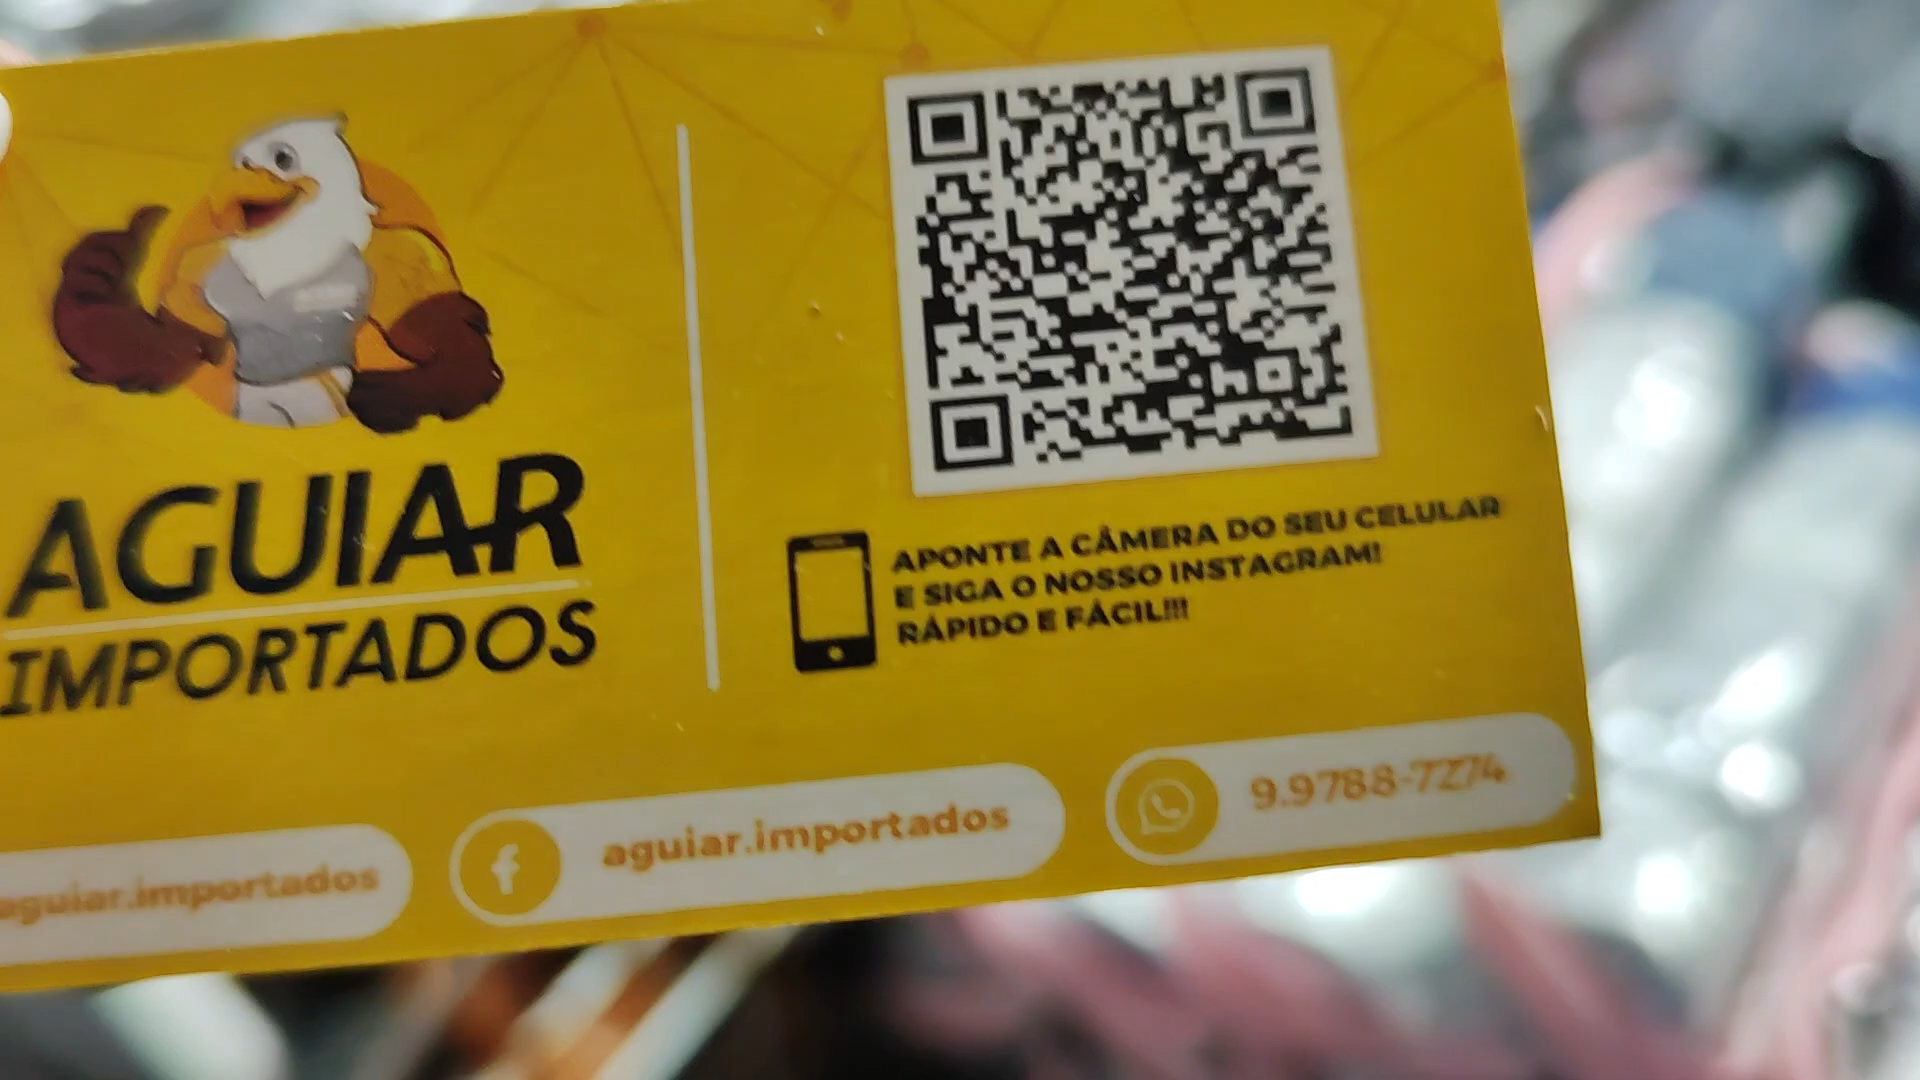 AGUIAR
IMPORTADOS
APONTE A CÂMERA DO SEU CELULAR
E SIGA O NOSSO INSTAGRAM!
RÁPIDO E FÁCIL!!!
aguiar.importados
aguiar.importados
9.9788-7274